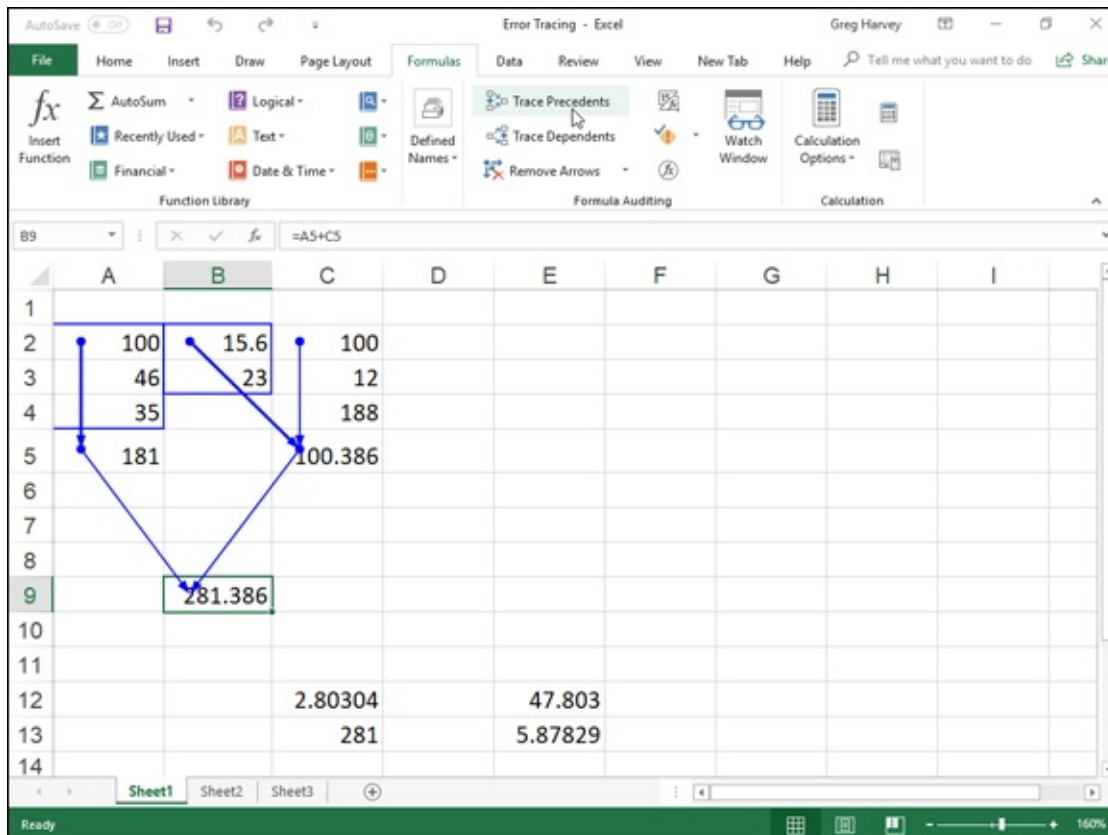 AutoSave Off Error Tracing - Excel Greg Harvey
File Home Insert Draw Page Layout Formulas Data Review View New Tab Help Tell me what you want to do Shar
fx Insert Function
Σ AutoSum
Recently Used
Financial
Logical
Text
Date & Time
Function Library
Defined Names
Trace Precedents
Trace Dependents
Remove Arrows
Watch Window
Formula Auditing
Calculation Options
Calculation
B9 fx =A5+C5
A B C D E F G H I
1
2 100 15.6 100
3 46 23 12
4 35 188
5 181 100.386
6
7
8
9 281.386
10
11
12 2.80304 47.803
13 281 5.87829
14
Sheet1 Sheet2 Sheet3
Ready 160%